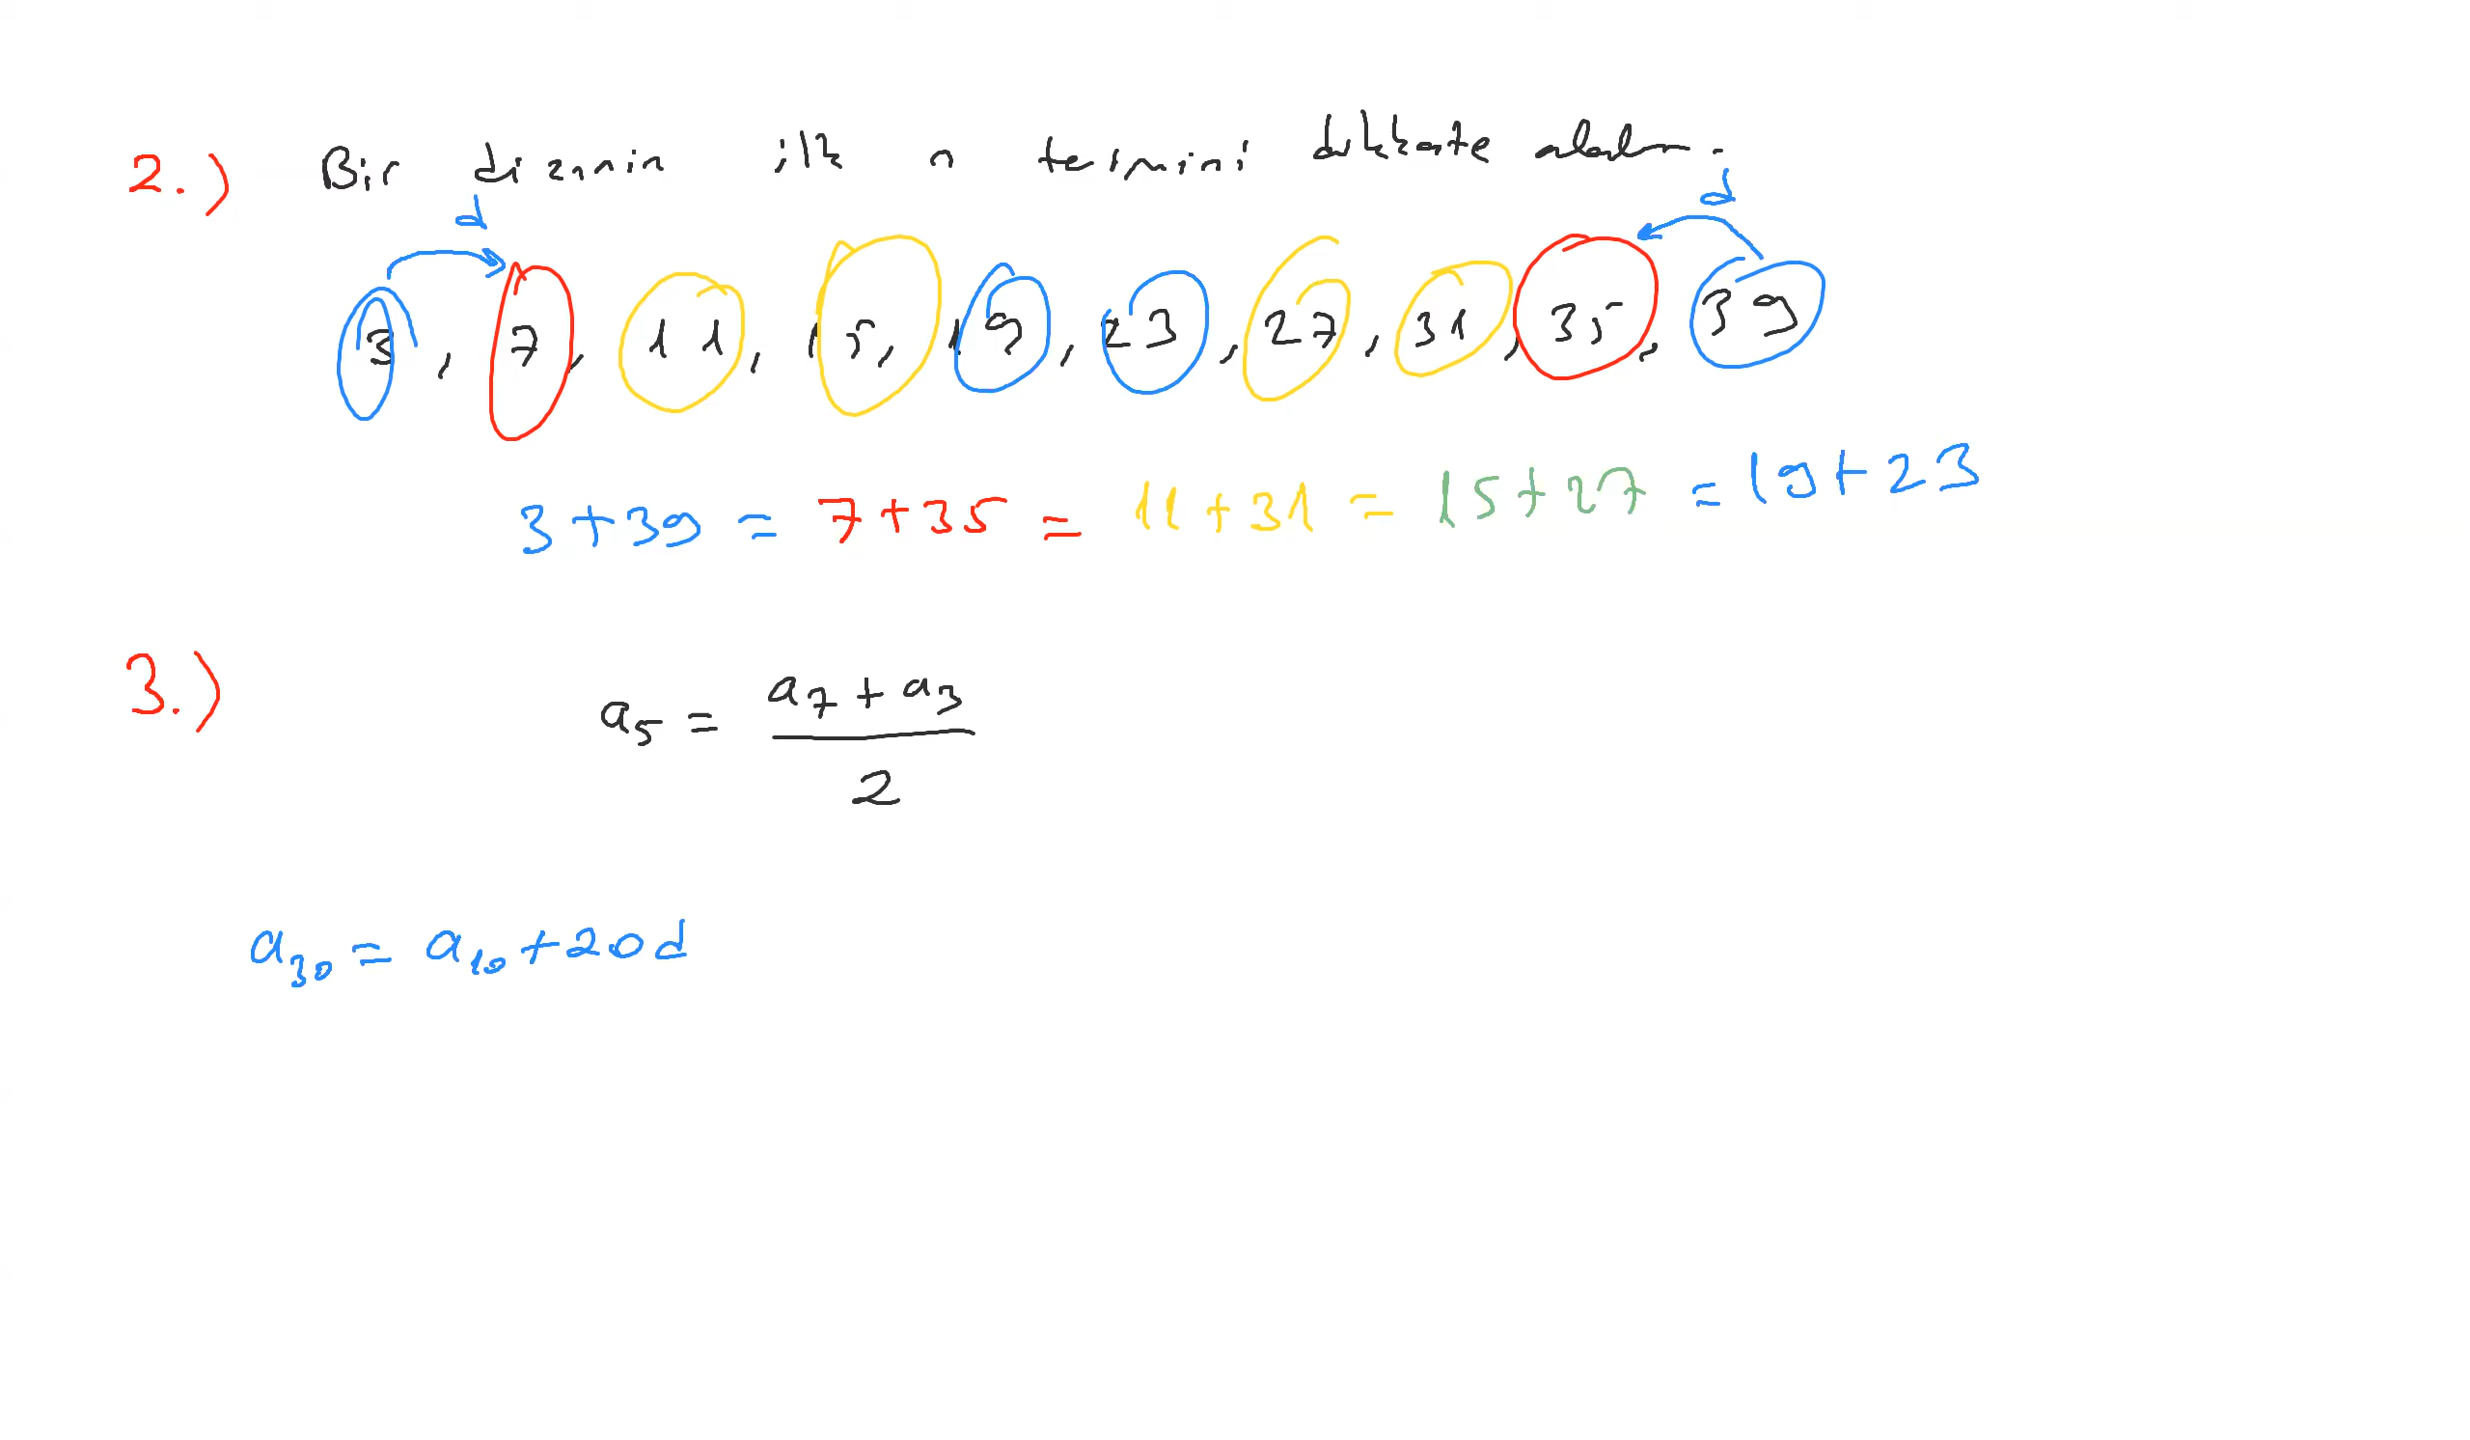 2.) Bir dizinin ilk n terimini dikkate alalım.
d d
3, 7, 11, 15, 19, 23, 27, 31, 35, 39
3+39 = 7+35 = 11+31 = 15+27 = 19+23
3.) a₅ = (a₇ + a₃) / 2
a₃₀ = a₁₀ + 20d